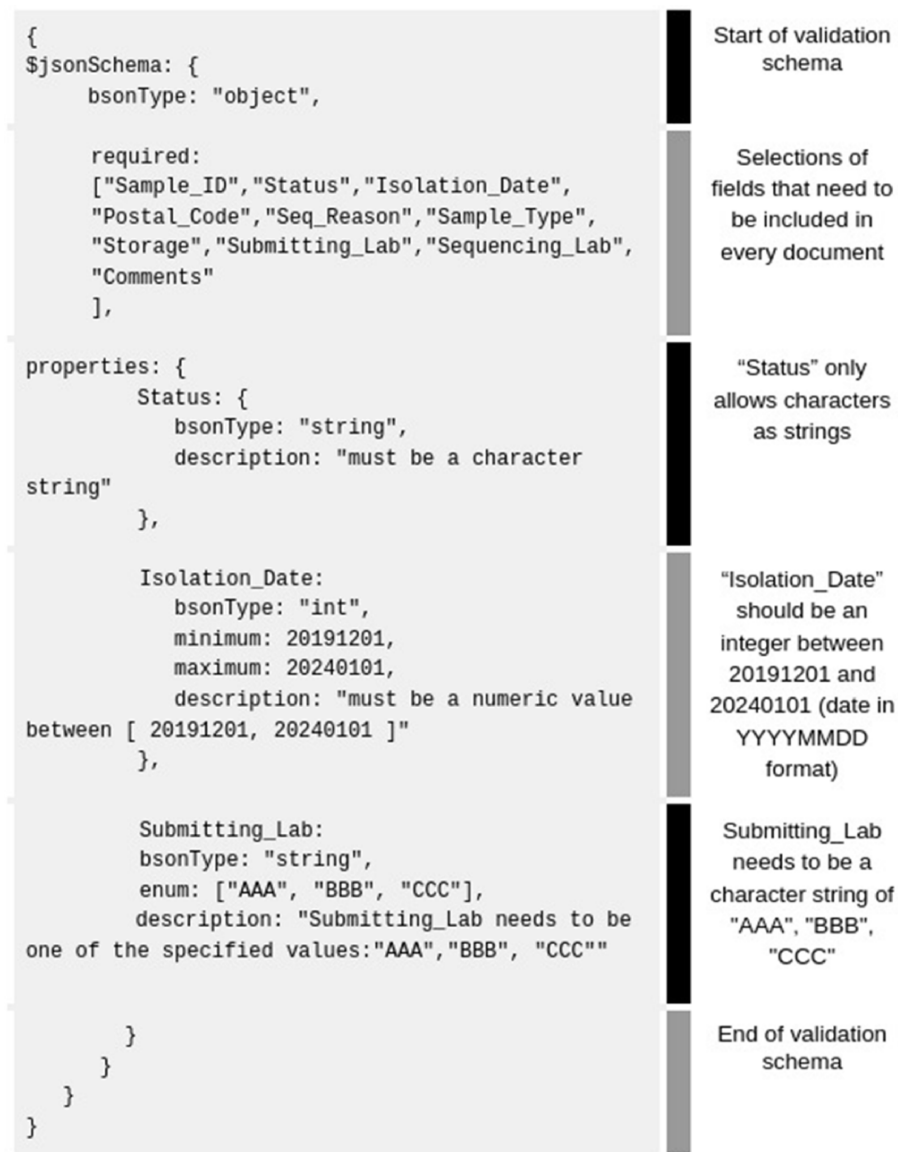 {
$jsonSchema: {
bsonType: "object",
Start of validation
schema
required:
["Sample_ID","Status","Isolation_Date",
"Postal_Code","Seq_Reason","Sample_Type",
"Storage","Submitting_Lab","Sequencing_Lab",
"Comments"
],
Selections of
fields that need to
be included in
every document
properties: {
Status: {
bsonType: "string",
description: "must be a character
string"
},
“Status” only
allows characters
as strings
Isolation_Date:
bsonType: "int",
minimum: 20191201,
maximum: 20240101,
description: "must be a numeric value
between [ 20191201, 20240101 ]"
},
“Isolation_Date”
should be an
integer between
20191201 and
20240101 (date in
YYYYMMDD
format)
Submitting_Lab:
bsonType: "string",
enum: ["AAA", "BBB", "CCC"],
description: "Submitting_Lab needs to be
one of the specified values:"AAA","BBB", "CCC""
Submitting_Lab
needs to be a
character string of
"AAA", "BBB",
"CCC"
}
}
}
}
End of validation
schema